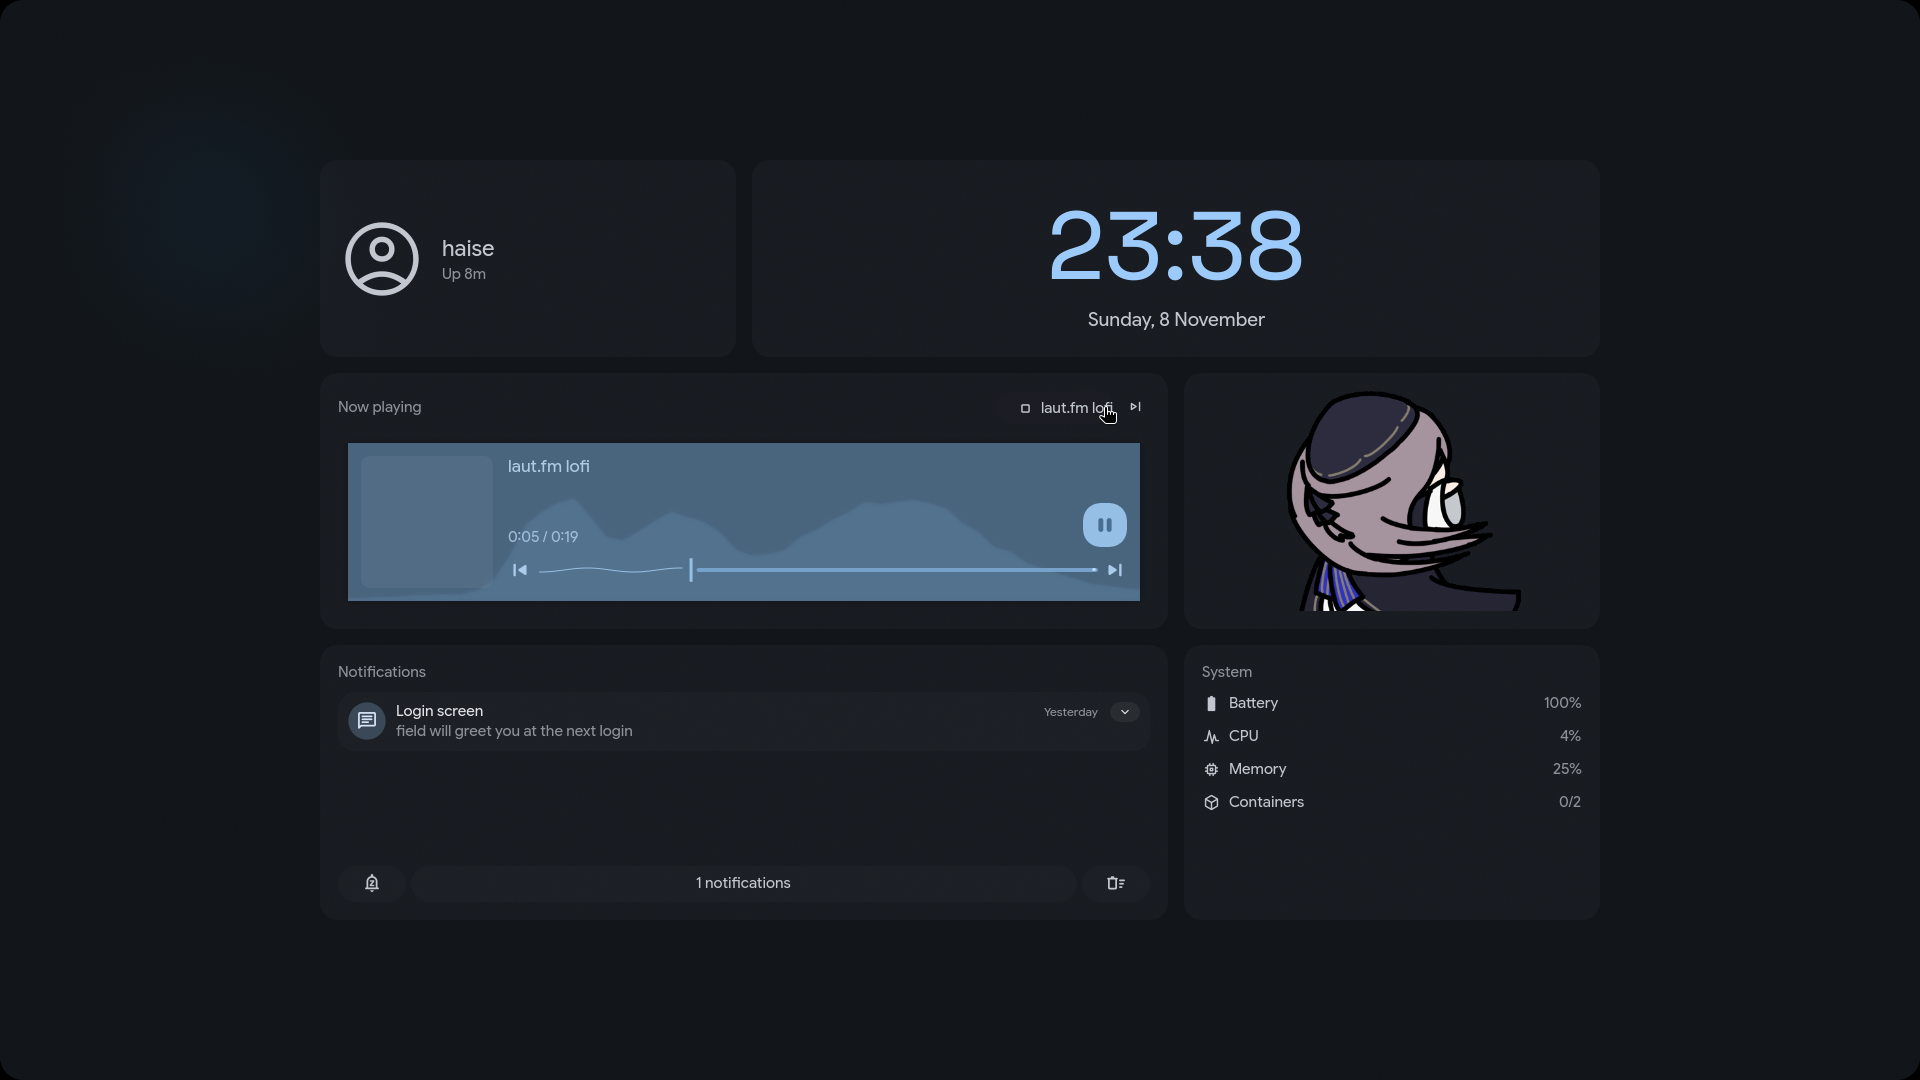 haise
Up 8m
23:38
Sunday, 8 November
Now playing
laut.fm lofi
laut.fm lofi
0:05 / 0:19
Notifications
Login screen
Yesterday
field will greet you at the next login
1 notifications
System
Battery 100%
CPU 4%
Memory 25%
Containers 0/2